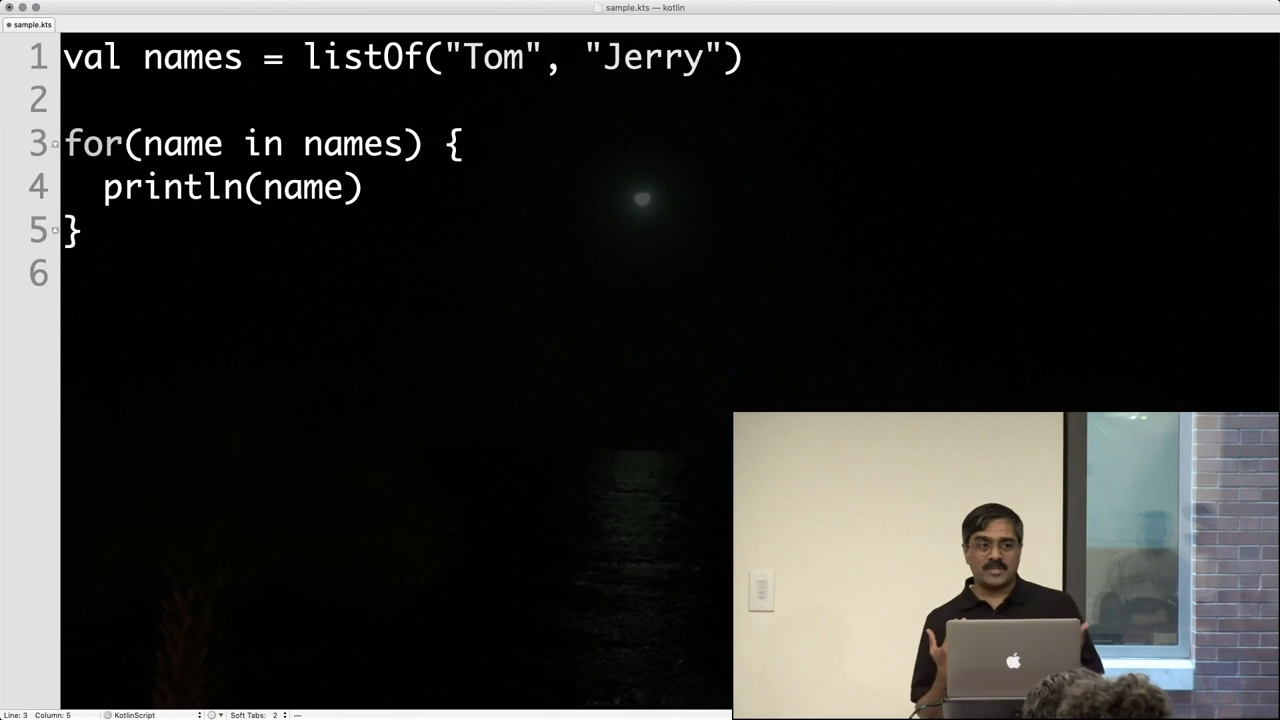 sample.kts — kotlin
sample.kts
1 val names = listOf("Tom", "Jerry")
2
3 for(name in names) {
4   println(name)
5 }
6
Line: 3 Column: 5 KotlinScript Soft Tabs: 2 —